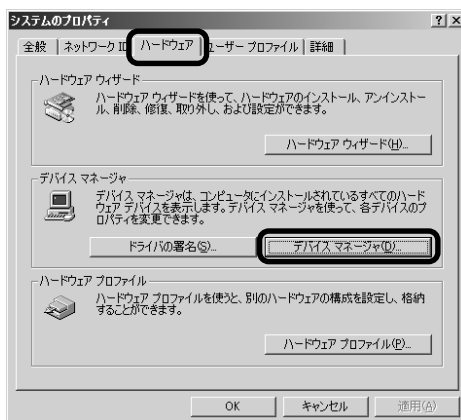 システムのプロパティ ? ×
全般 ネットワーク ID ハードウェア ユーザー プロファイル 詳細
ハードウェア ウィザード
ハードウェア ウィザードを使って、ハードウェアのインストール、アンインストー
ル、削除、修復、取り外し、および設定ができます。
ハードウェア ウィザード(H)...
デバイス マネージャ
デバイス マネージャは、コンピュータにインストールされているすべてのハード
ウェア デバイスを表示します。デバイス マネージャを使って、各デバイスのプ
ロパティを変更できます。
ドライバの署名(S)...
デバイス マネージャ(D)...
ハードウェア プロファイル
ハードウェア プロファイルを使うと、別のハードウェアの構成を設定し、格納
することができます。
ハードウェア プロファイル(P)...
OK キャンセル 適用(A)